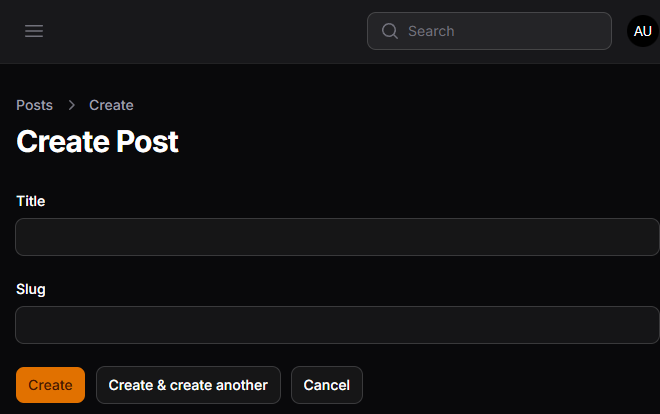 Search AU
Posts > Create
Create Post
Title
Slug
Create Create & create another Cancel